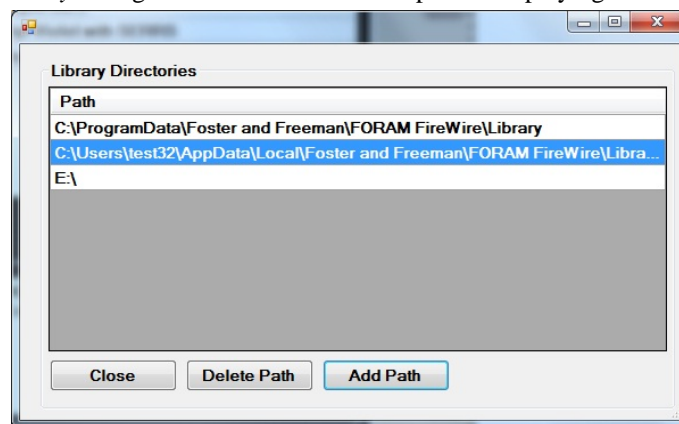 Library Directories
Path
C:\ProgramData\Foster and Freeman\FORAM FireWire\Library
C:\Users\test32\AppData\Local\Foster and Freeman\FORAM FireWire\Libra...
E:\
Close Delete Path Add Path